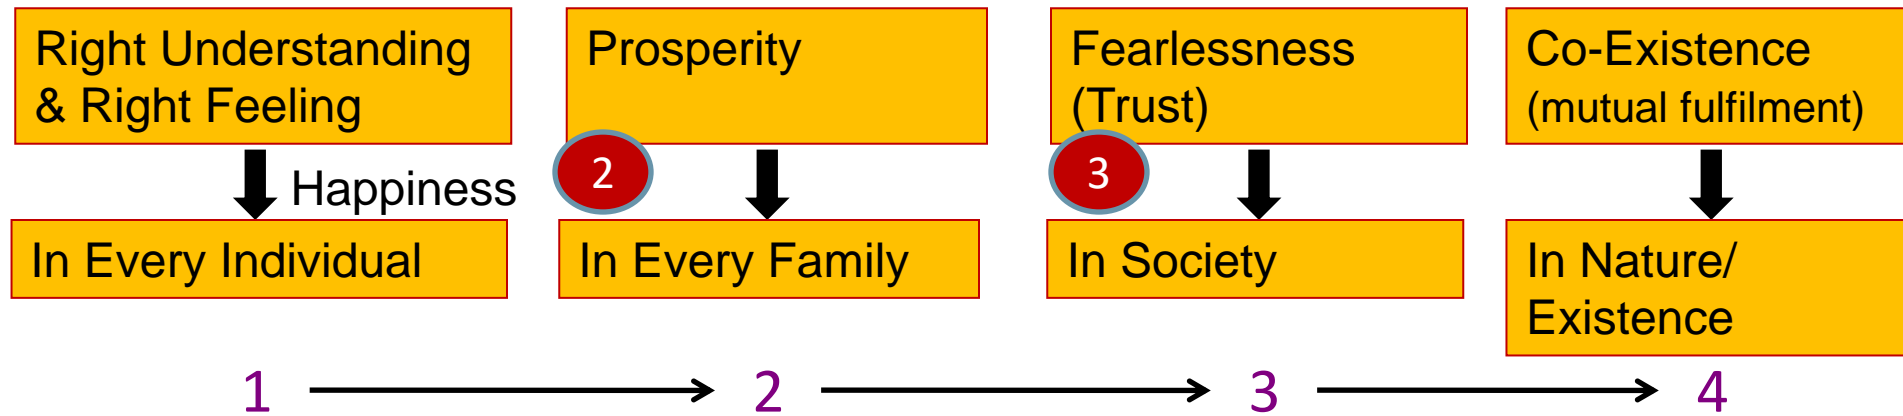 Right Understanding
& Right Feeling
Prosperity
Fearlessness
(Trust)
Co-Existence
(mutual fulfilment)
Happiness
2
3
In Every Individual
In Every Family
In Society
In Nature/
Existence
1
2
3
4